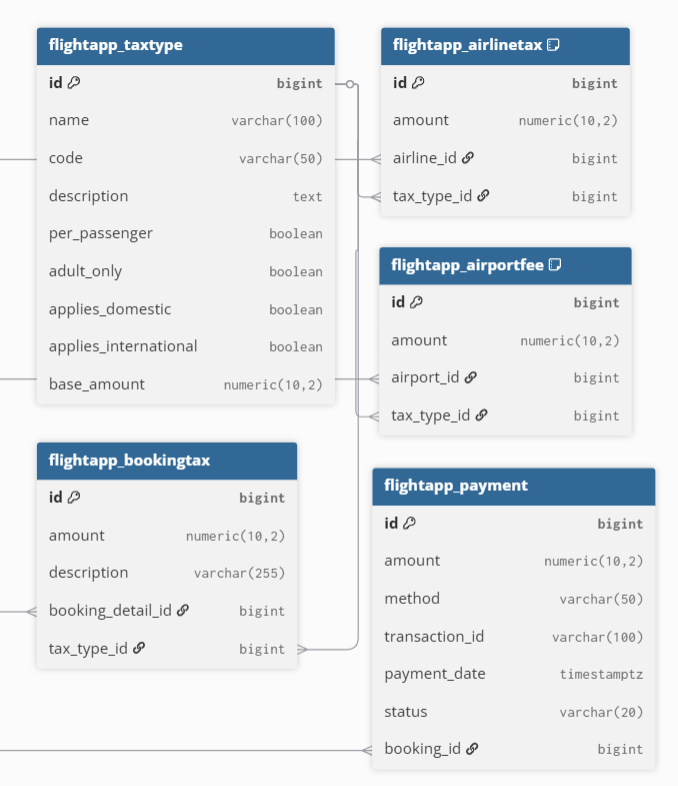 flightapp_taxtype
id bigint
name varchar(100)
code varchar(50)
description text
per_passenger boolean
adult_only boolean
applies_domestic boolean
applies_international boolean
base_amount numeric(10,2)
flightapp_airlinetax
id bigint
amount numeric(10,2)
airline_id bigint
tax_type_id bigint
flightapp_airportfee
id bigint
amount numeric(10,2)
airport_id bigint
tax_type_id bigint
flightapp_bookingtax
id bigint
amount numeric(10,2)
description varchar(255)
booking_detail_id bigint
tax_type_id bigint
flightapp_payment
id bigint
amount numeric(10,2)
method varchar(50)
transaction_id varchar(100)
payment_date timestamptz
status varchar(20)
booking_id bigint